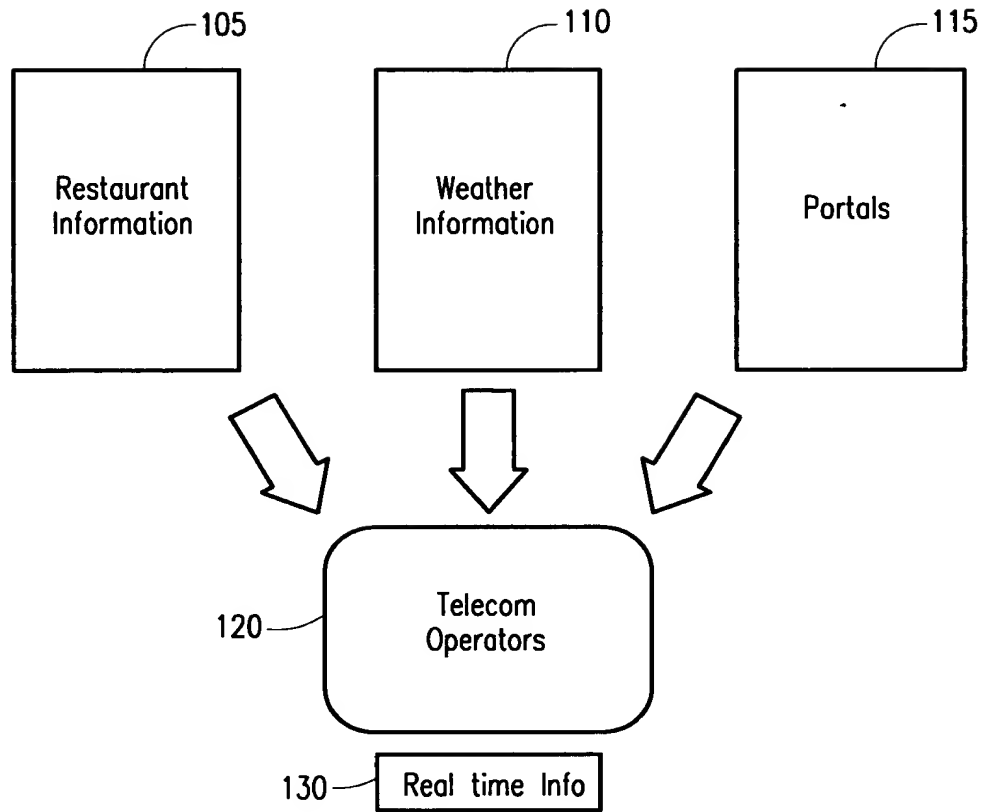 105
110
115
Restaurant
Information
Weather
Information
Portals
120
Telecom
Operators
130
Real time Info